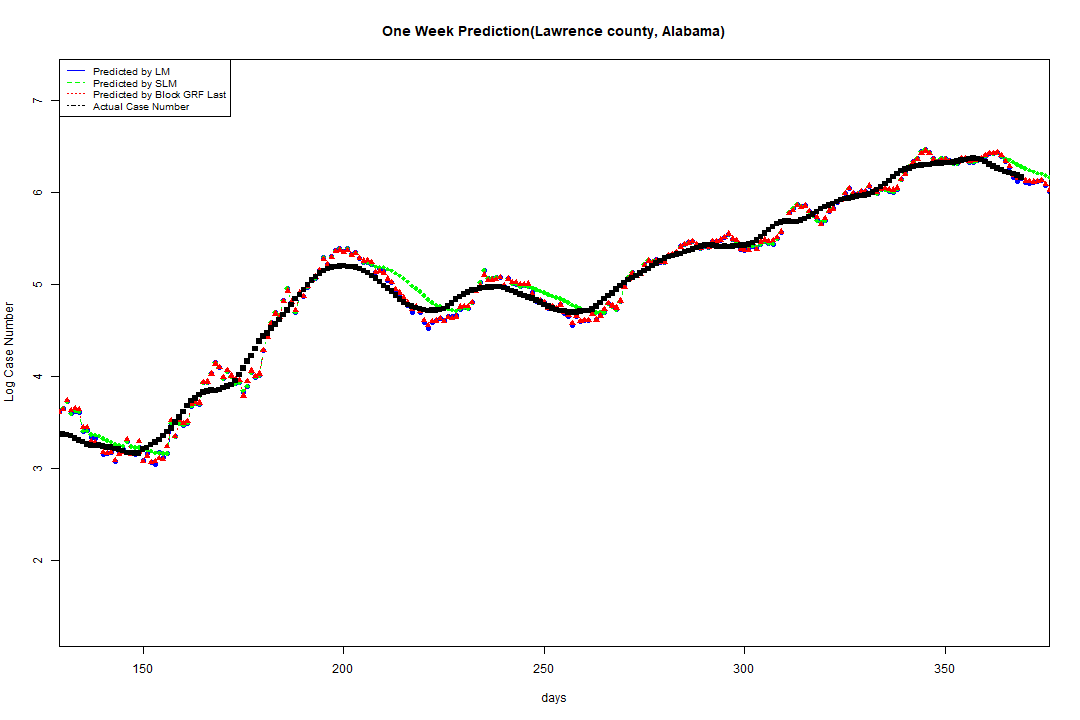 One Week Prediction(Lawrence county, Alabama)
Predicted by LM
Predicted by SLM
Predicted by Block GRF Last
Actual Case Number
7
6
5
4
3
2
Log Case Number
150 200 250 300 350
days